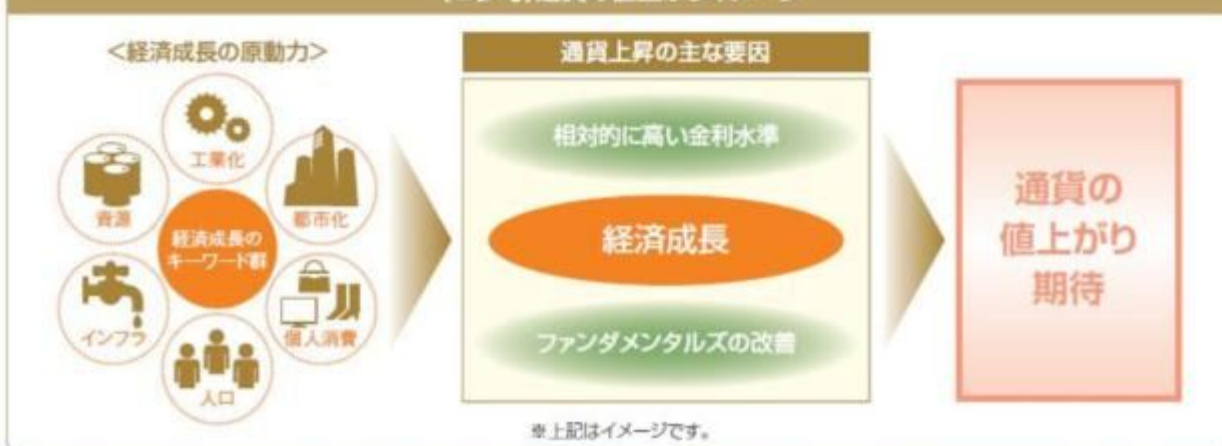 ＜経済成長の原動力＞
工業化
資源
都市化
経済成長の
キーワード群
インフラ
個人消費
人口
通貨上昇の主な要因
相対的に高い金利水準
経済成長
ファンダメンタルズの改善
通貨の
値上がり
期待
※上記はイメージです。